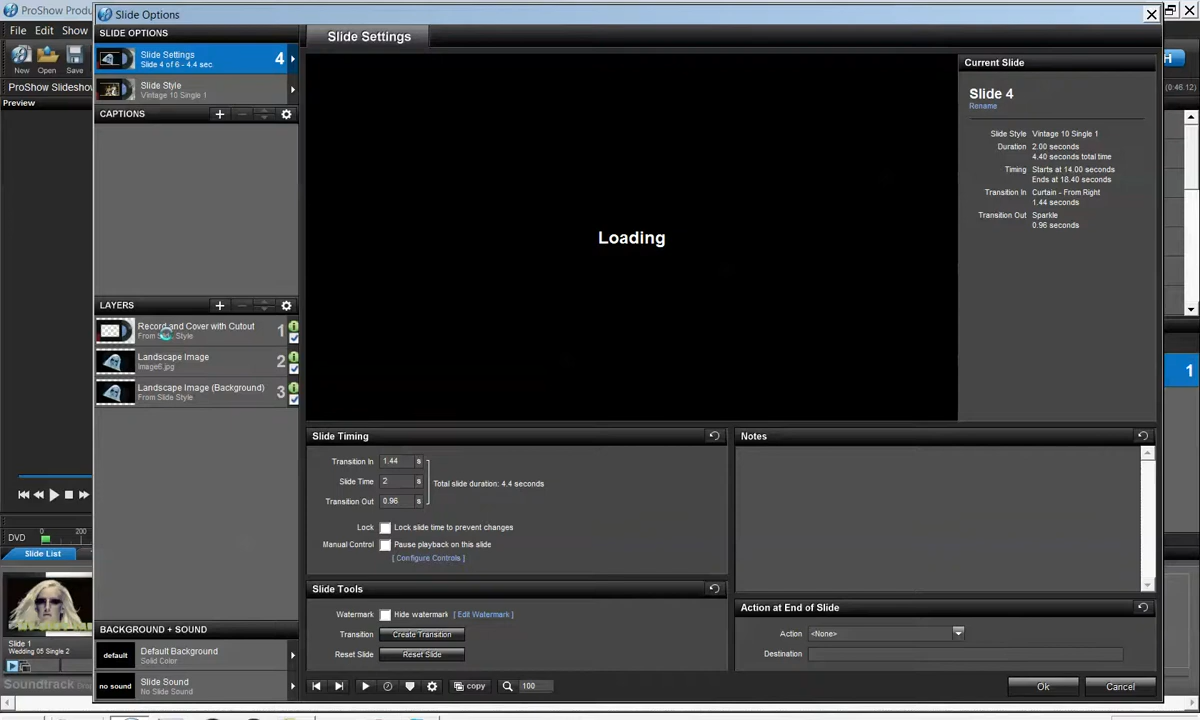 ProShow Produ
Slide Options
File Edit Show
SLIDE OPTIONS
Slide Settings
Slide 4 of 6 - 4.4 sec
4
Slide Settings
Current Slide
New Open Save
Slide Style
Vintage 10 Single 1
ProShow Slideshow
(0:46.12)
Preview
CAPTIONS
Slide 4
Rename
Slide Style Vintage 10 Single 1
Duration 2.00 seconds
4.40 seconds total time
Timing Starts at 14.00 seconds
Ends at 18.40 seconds
Transition In Curtain - From Right
1.44 seconds
Transition Out Sparkle
0.96 seconds
Loading
LAYERS
Record and Cover with Cutout
From Slide Style
1
Landscape Image
Image6.jpg
2
Landscape Image (Background)
From Slide Style
3
1
Slide Timing
Notes
Transition In 1.44 s
Slide Time 2 s
Total slide duration: 4.4 seconds
Transition Out 0.96 s
Lock Lock slide time to prevent changes
Manual Control Pause playback on this slide
[ Configure Controls ]
DVD 0 200
Slide List
Slide Tools
Action at End of Slide
Watermark Hide watermark [ Edit Watermark ]
Transition Create Transition
Reset Slide Reset Slide
Action <None>
Destination
Slide 1
Wedding 05 Single 2
Soundtrack
BACKGROUND + SOUND
default
Default Background
Solid Color
no sound
Slide Sound
No Slide Sound
copy
100
Ok
Cancel